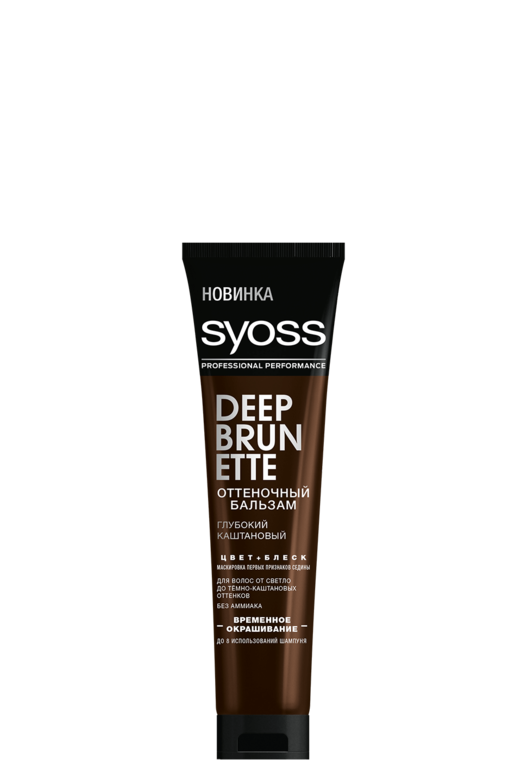 НОВИНКА
syoss
PROFESSIONAL PERFORMANCE
DEEP
BRUN
ETTE
ОТТЕНОЧНЫЙ
БАЛЬЗАМ
ГЛУБОКИЙ
КАШТАНОВЫЙ
ЦВЕТ+БЛЕСК
МАСКИРОВКА ПЕРВЫХ ПРИЗНАКОВ СЕДИНЫ
ДЛЯ ВОЛОС ОТ СВЕТЛО
ДО ТЁМНО-КАШТАНОВЫХ
ОТТЕНКОВ
БЕЗ АММИАКА
ВРЕМЕННОЕ
ОКРАШИВАНИЕ
ДО 8 ИСПОЛЬЗОВАНИЙ ШАМПУНЯ